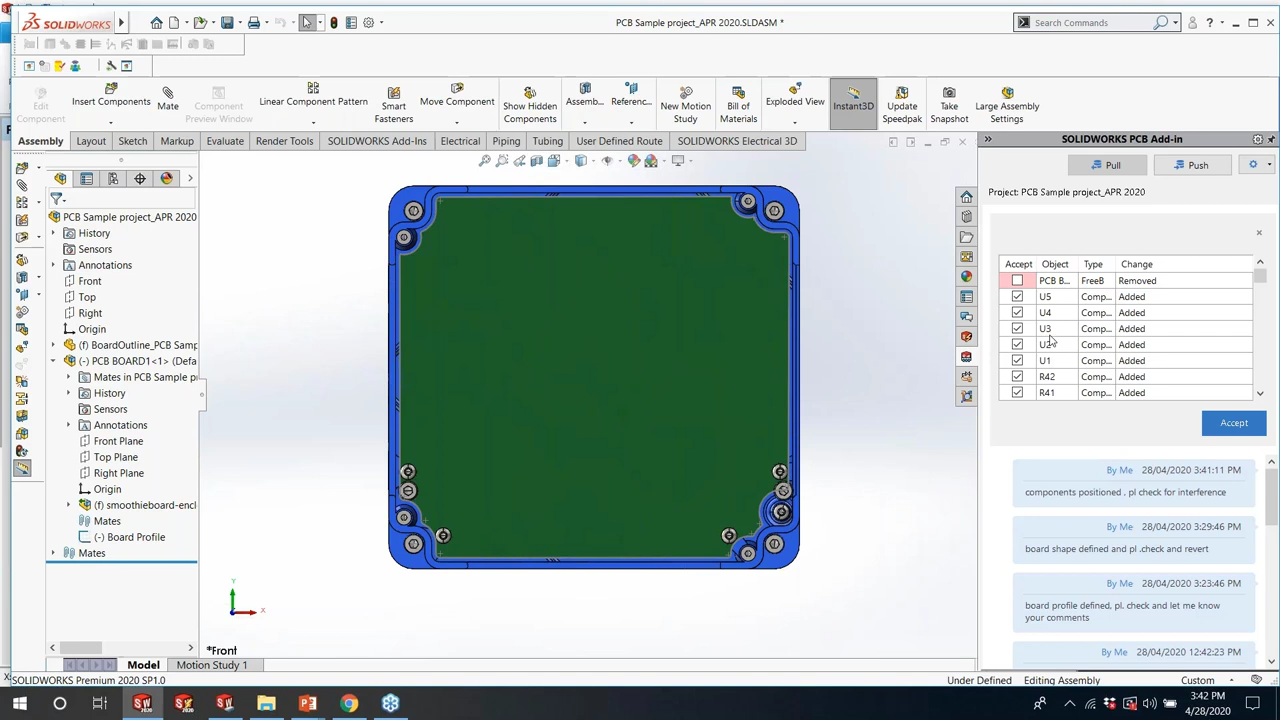 SOLIDWORKS
PCB Sample project_APR 2020.SLDASM *
Search Commands
Edit Component
Insert Components
Mate
Component Preview Window
Linear Component Pattern
Smart Fasteners
Move Component
Show Hidden Components
Assemb...
Referenc...
New Motion Study
Bill of Materials
Exploded View
Instant3D
Update Speedpak
Take Snapshot
Large Assembly Settings
Assembly
Layout
Sketch
Markup
Evaluate
Render Tools
SOLIDWORKS Add-Ins
Electrical
Piping
Tubing
User Defined Route
SOLIDWORKS Electrical 3D
PCB Sample project_APR 2020
History
Sensors
Annotations
Front
Top
Right
Origin
(f) BoardOutline_PCB Samp
(-) PCB BOARD1<1> (Defa
Mates in PCB Sample p
History
Sensors
Annotations
Front Plane
Top Plane
Right Plane
Origin
(f) smoothieboard-encl
Mates
(-) Board Profile
Mates
Y
X
*Front
Model
Motion Study 1
SOLIDWORKS PCB Add-in
Pull
Push
Project: PCB Sample project_APR 2020
Accept Object Type Change
PCB B... FreeB Removed
U5 Comp... Added
U4 Comp... Added
U3 Comp... Added
Comp... Added
U1 Comp... Added
R42 Comp... Added
R41 Comp... Added
Accept
By Me 28/04/2020 3:41:11 PM
components positioned , pl check for interference
By Me 28/04/2020 3:29:46 PM
board shape defined and pl .check and revert
By Me 28/04/2020 3:23:46 PM
board profile defined, pl. check and let me know
your comments
By Me 28/04/2020 12:42:23 PM
SOLIDWORKS Premium 2020 SP1.0
Under Defined
Editing Assembly
Custom
3:42 PM
4/28/2020